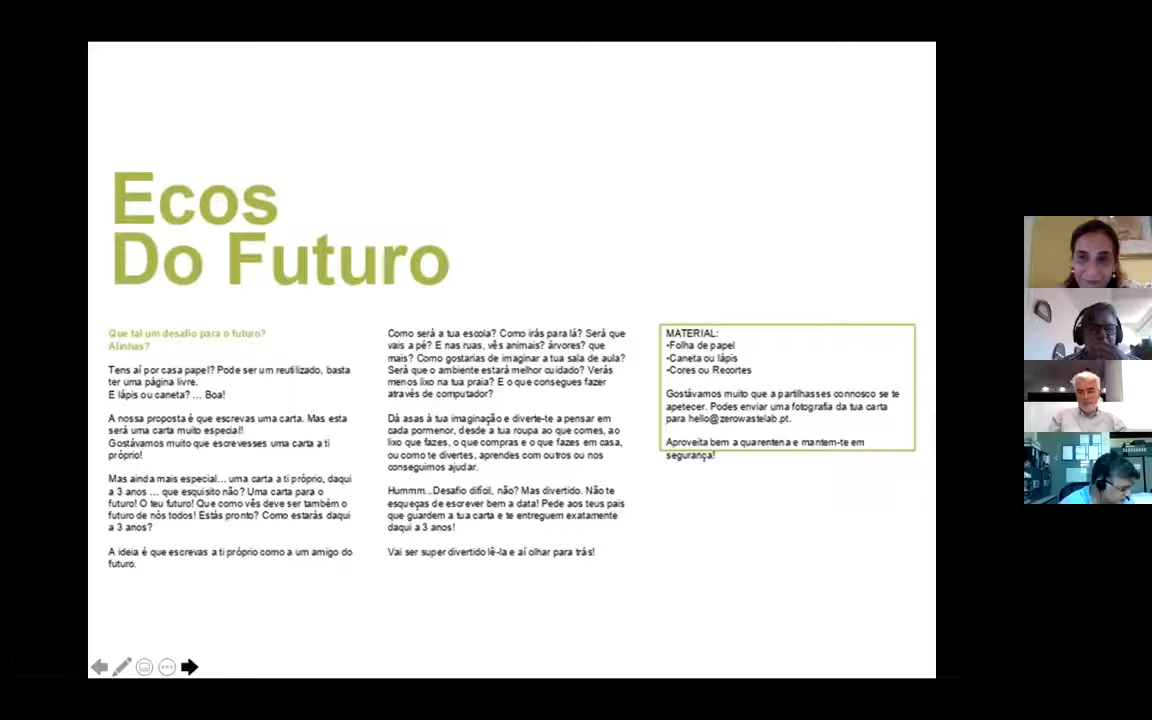 Ecos
Do Futuro
Que tal um desafio para o futuro?
Alinhas?
Tens aí por casa papel? Pode ser um reutilizado, basta
ter uma página livre.
E lápis ou caneta? ... Boa!
A nossa proposta é que escrevas uma carta. Mas esta
será uma carta muito especial!
Gostávamos muito que escrevesses uma carta a ti
próprio!
Mas ainda mais especial... uma carta a ti próprio, daqui
a 3 anos ... que esquisito não? Uma carta para o
futuro! O teu futuro! Que como vês deve ser também o
futuro de nós todos! Estás pronto? Como estarás daqui
a 3 anos?
A ideia é que escrevas a ti próprio como a um amigo do
futuro.
Como será a tua escola? Como irás para lá? Será que
vais a pé? E nas ruas, vês animais? árvores? que
mais? Como gostarias de imaginar a tua sala de aula?
Será que o ambiente estará melhor cuidado? Verás
menos lixo na tua praia? E o que consegues fazer
através de computador?
Dá asas à tua imaginação e diverte-te a pensar em
cada pormenor, desde a tua roupa ao que comes, ao
lixo que fazes, o que compras e o que fazes em casa,
ou como te divertes, aprendes com outros ou nos
conseguimos ajudar.
Hummm...Desafio difícil, não? Mas divertido. Não te
esqueças de escrever bem a data! Pede aos teus pais
que guardem a tua carta e te entreguem exatamente
daqui a 3 anos!
Vai ser super divertido lê-la e aí olhar para trás!
MATERIAL:
•Folha de papel
•Caneta ou lápis
•Cores ou Recortes
Gostávamos muito que a partilhasses connosco se te
apetecer. Podes enviar uma fotografia da tua carta
para hello@zerowastelab.pt.
Aproveita bem a quarentena e mantem-te em
segurança!